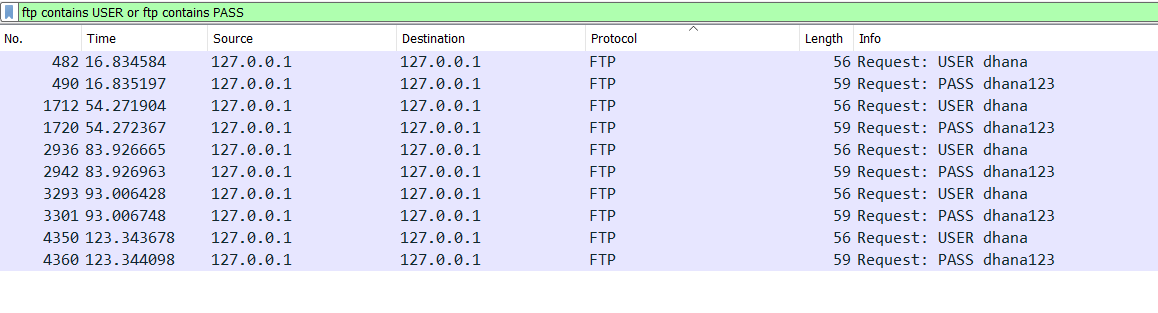 ftp contains USER or ftp contains PASS
No. Time Source Destination Protocol Length Info
482 16.834584 127.0.0.1 127.0.0.1 FTP 56 Request: USER dhana
490 16.835197 127.0.0.1 127.0.0.1 FTP 59 Request: PASS dhana123
1712 54.271904 127.0.0.1 127.0.0.1 FTP 56 Request: USER dhana
1720 54.272367 127.0.0.1 127.0.0.1 FTP 59 Request: PASS dhana123
2936 83.926665 127.0.0.1 127.0.0.1 FTP 56 Request: USER dhana
2942 83.926963 127.0.0.1 127.0.0.1 FTP 59 Request: PASS dhana123
3293 93.006428 127.0.0.1 127.0.0.1 FTP 56 Request: USER dhana
3301 93.006748 127.0.0.1 127.0.0.1 FTP 59 Request: PASS dhana123
4350 123.343678 127.0.0.1 127.0.0.1 FTP 56 Request: USER dhana
4360 123.344098 127.0.0.1 127.0.0.1 FTP 59 Request: PASS dhana123